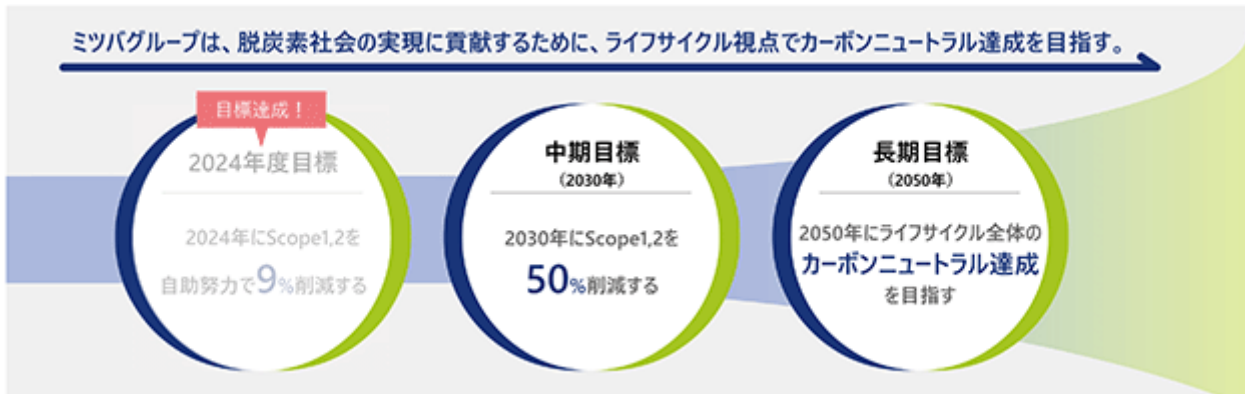 ミツバグループは、脱炭素社会の実現に貢献するために、ライフサイクル視点でカーボンニュートラル達成を目指す。
目標達成！
2024年度目標
2024年にScope1,2を
自助努力で9%削減する
中期目標
（2030年）
2030年にScope1,2を
50%削減する
長期目標
（2050年）
2050年にライフサイクル全体の
カーボンニュートラル達成
を目指す